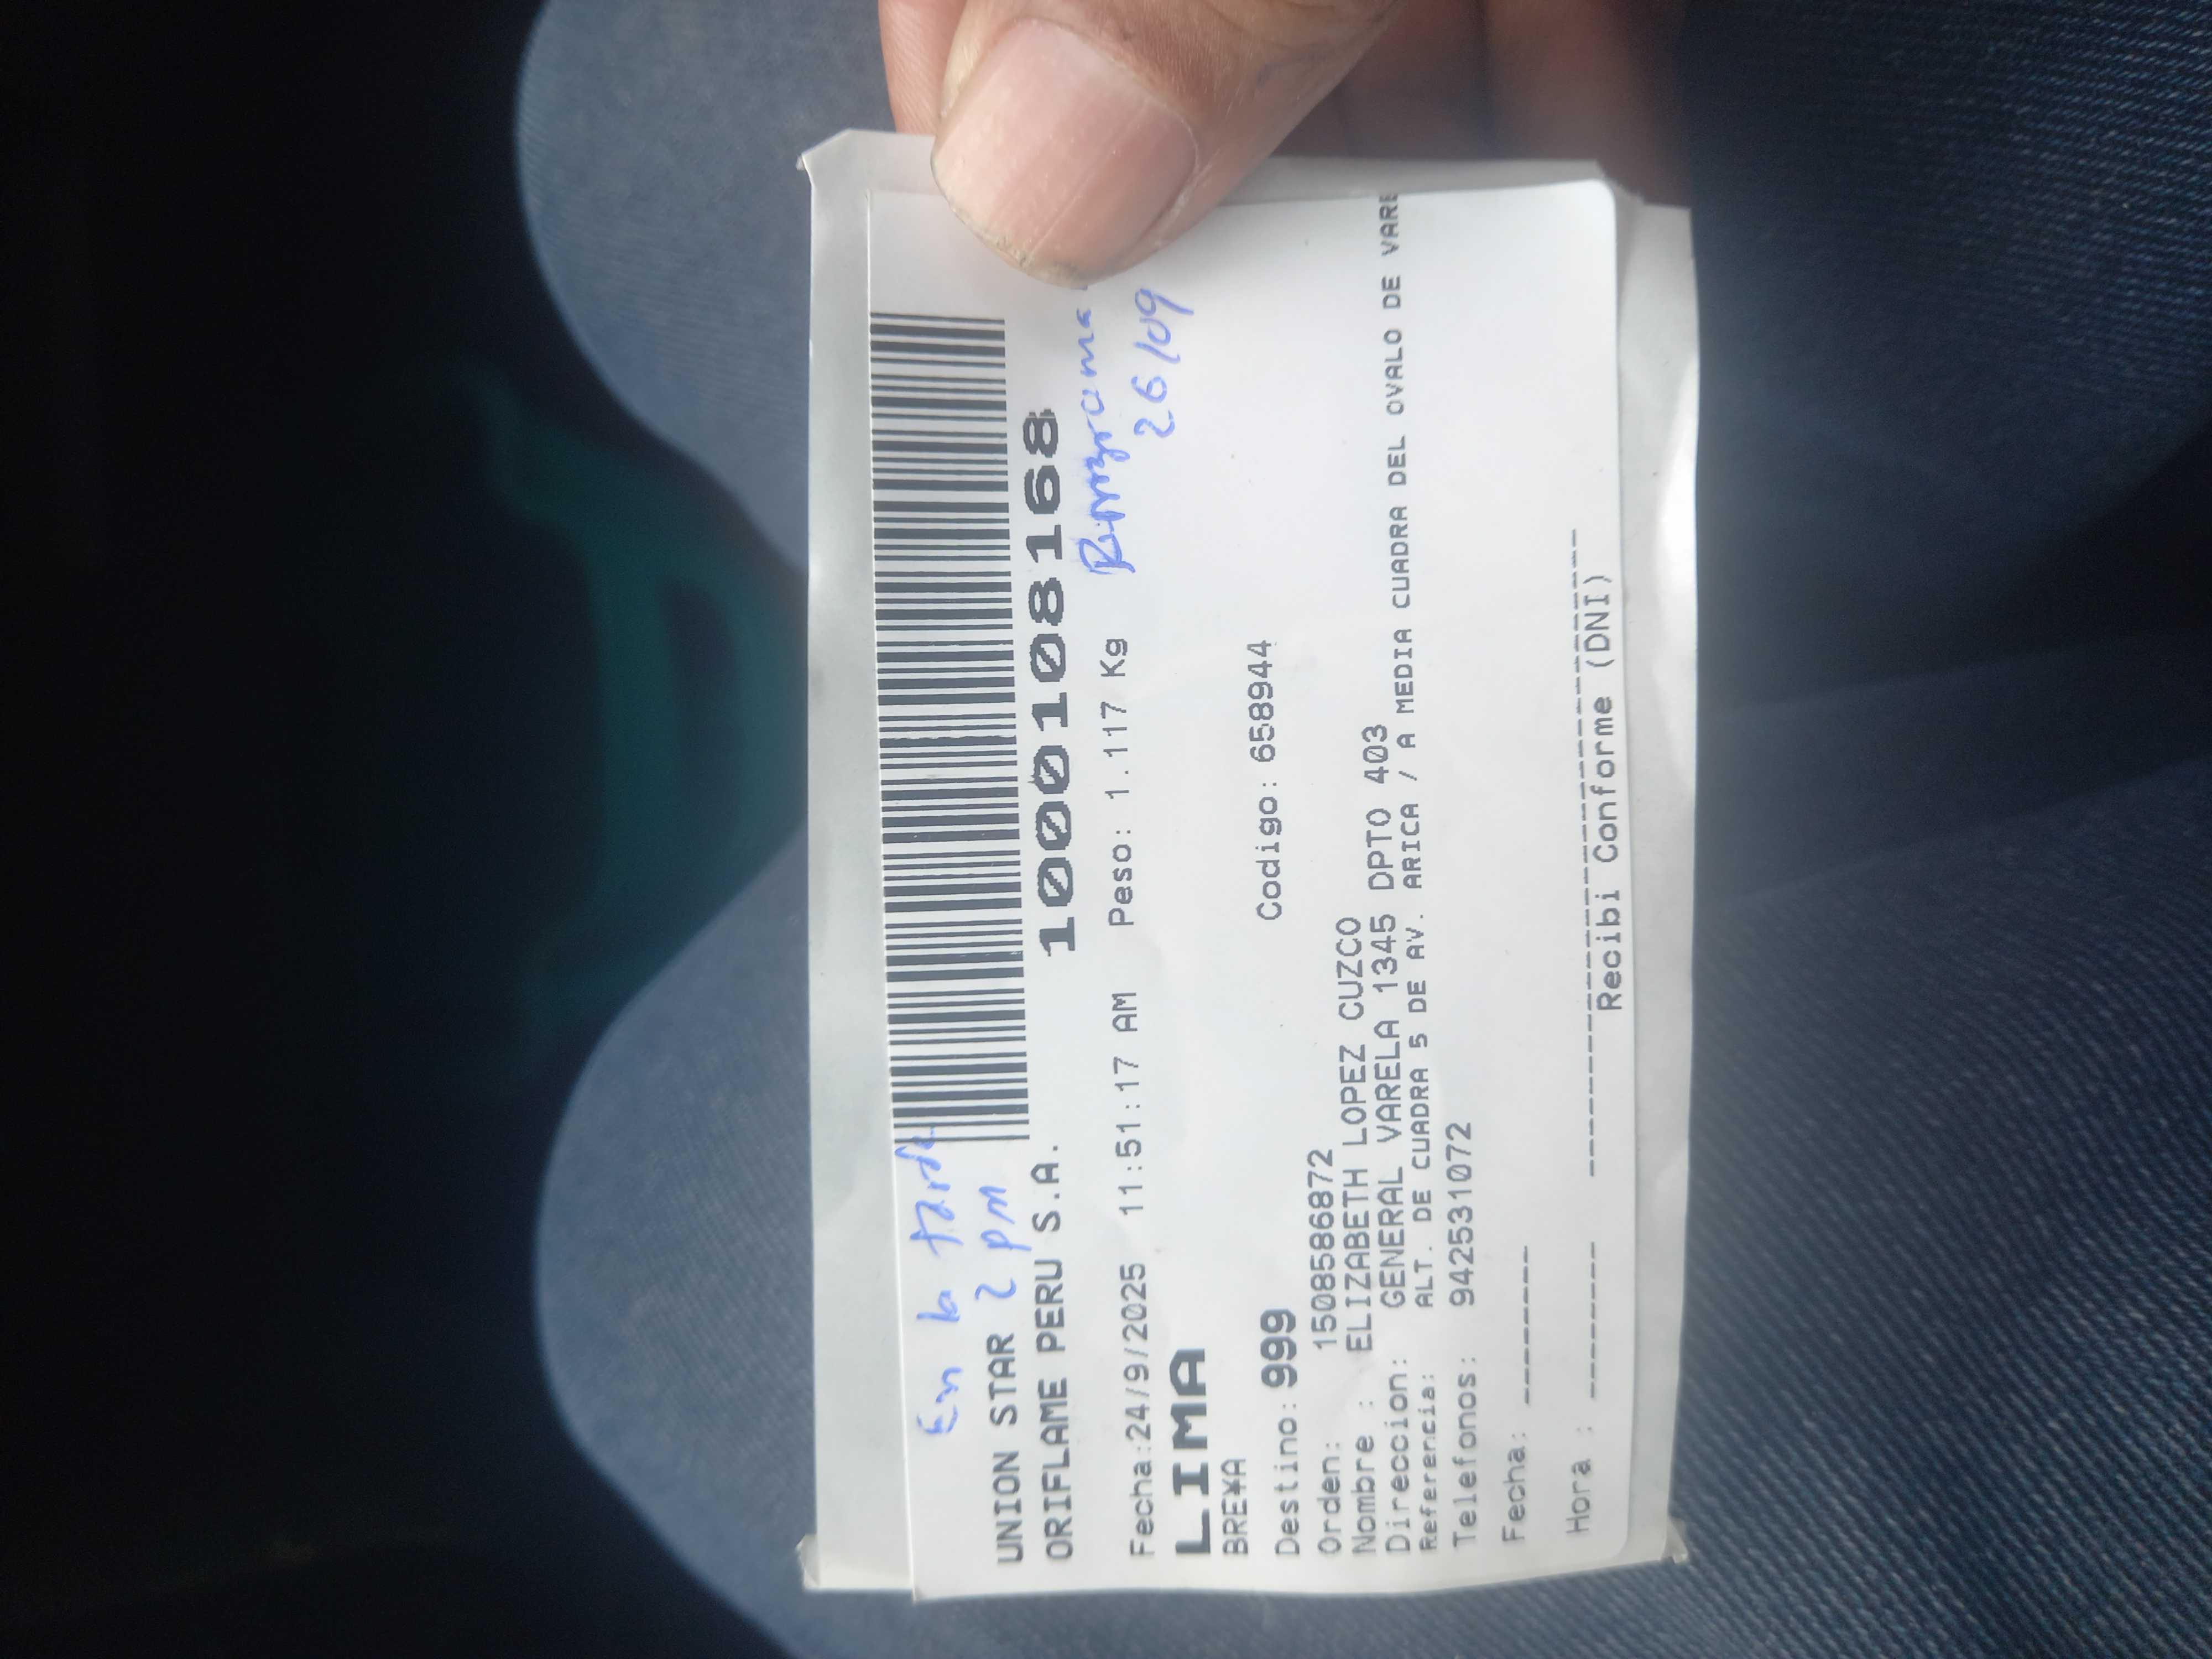 En la tarde
2 pm
UNION STAR
ORIFLAME PERU S.A.
1000108168
Fecha:24/9/2025 11:51:17 AM Peso: 1.117 Kg
26/09
LIMA
BRE¥A
Destino: 999 Codigo: 658944
Orden: 1508586872
Nombre : ELIZABETH LOPEZ CUZCO
Direccion: GENERAL VARELA 1345 DPTO 403
Referencia: ALT. DE CUADRA 5 DE AV. ARICA / A MEDIA CUADRA DEL OVALO DE VARE
Telefonos: 942531072
Fecha: -------
Hora : ------- ------------------------------
Recibi Conforme (DNI)